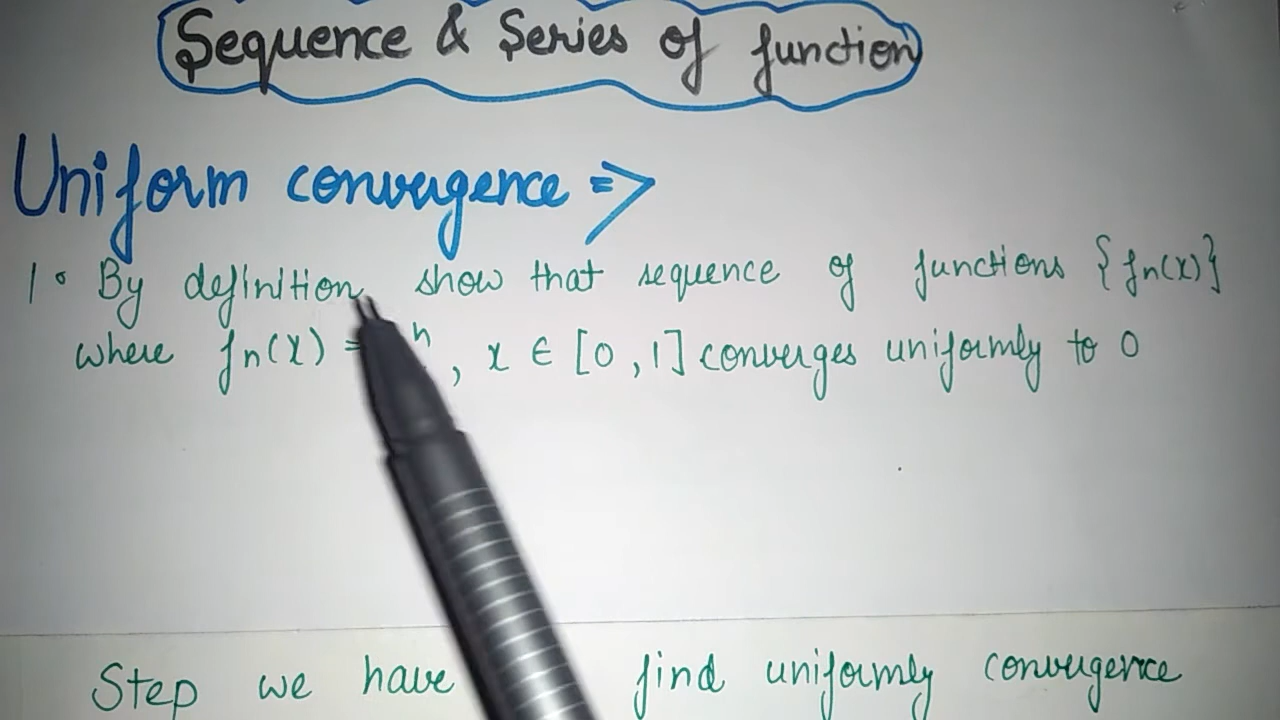 Sequence & Series of function
Uniform convergence =>
1° By definition show that sequence of functions {fn(x)}
where fn(x) = n, x ∈ [0,1] converges uniformly to 0
Step we have find uniformly convergence